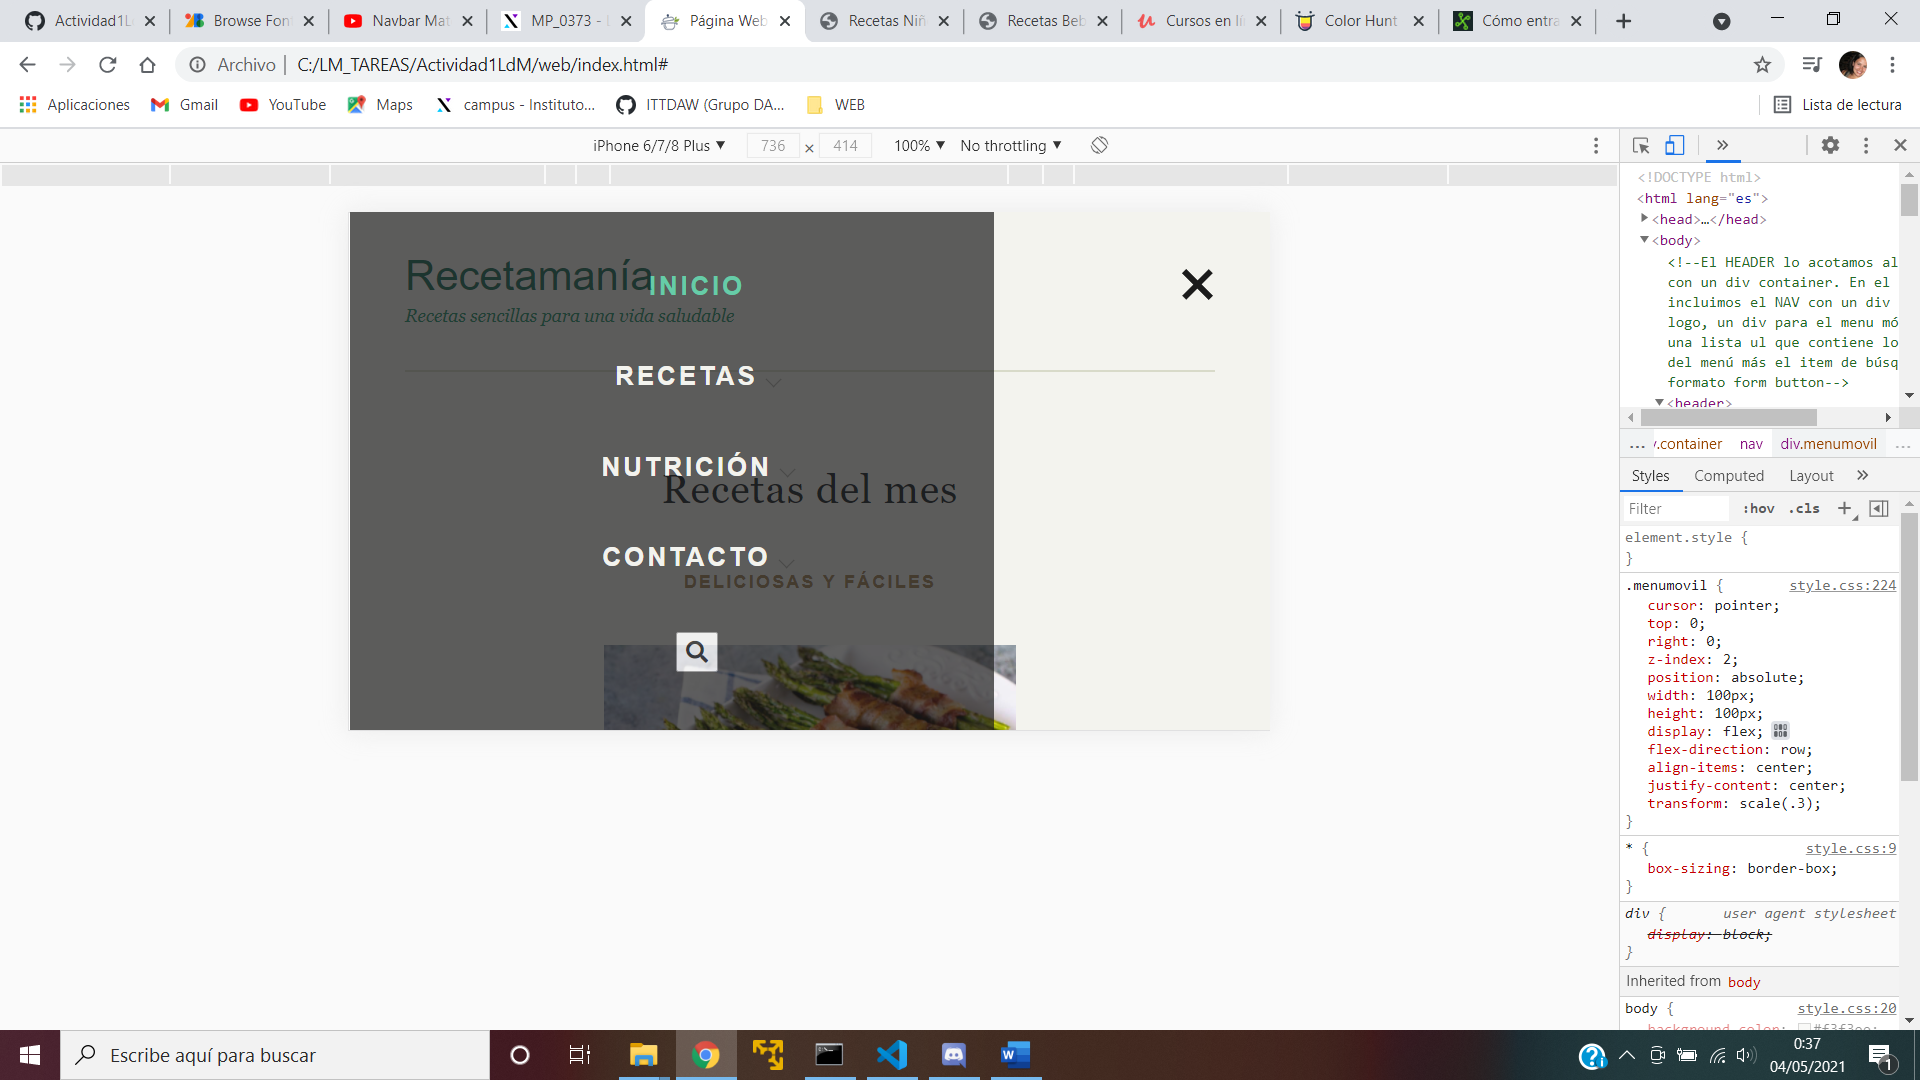 Actividad1L
Browse Fon
Navbar Mat
MP_0373 - L
Página Web
Recetas Niñ
Recetas Beb
Cursos en lí
Color Hunt
Cómo entra
Archivo | C:/LM_TAREAS/Actividad1LdM/web/index.html#
Aplicaciones
Gmail
YouTube
Maps
campus - Instituto...
ITTDAW (Grupo DA...
WEB
Lista de lectura
iPhone 6/7/8 Plus ▼ 736 × 414 100% ▼ No throttling ▼
Recetamanía
INICIO
Recetas sencillas para una vida saludable
RECETAS
NUTRICIÓN
Recetas del mes
CONTACTO
DELICIOSAS Y FÁCILES
<!DOCTYPE html>
<html lang="es">
<head>…</head>
<body>
<!--El HEADER lo acotamos al
con un div container. En el
incluimos el NAV con un div
logo, un div para el menu mó
una lista ul que contiene lo
del menú más el item de búsq
formato form button-->
<header>
... .container nav div.menumovil ...
Styles Computed Layout »
Filter :hov .cls +
element.style {
}
.menumovil { style.css:224
cursor: pointer;
top: 0;
right: 0;
z-index: 2;
position: absolute;
width: 100px;
height: 100px;
display: flex;
flex-direction: row;
align-items: center;
justify-content: center;
transform: scale(.3);
}
* { style.css:9
box-sizing: border-box;
}
div { user agent stylesheet
display: block;
}
Inherited from body
body { style.css:20
background-color: #f3f3ee;
Escribe aquí para buscar
0:37
04/05/2021
1